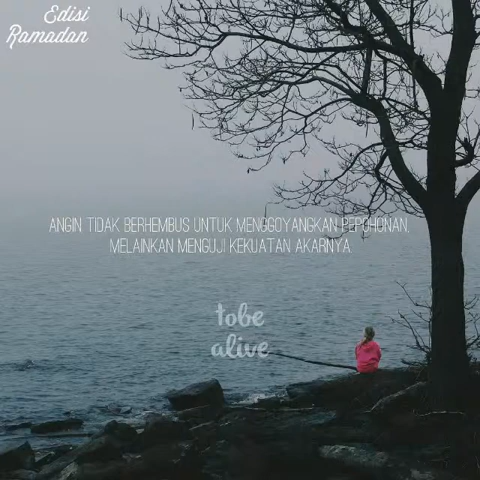 Edisi
Ramadan
ANGIN TIDAK BERHEMBUS UNTUK MENGGOYANGKAN PEPOHONAN,
MELAINKAN MENGUJI KEKUATAN AKARNYA.
tobe
alive